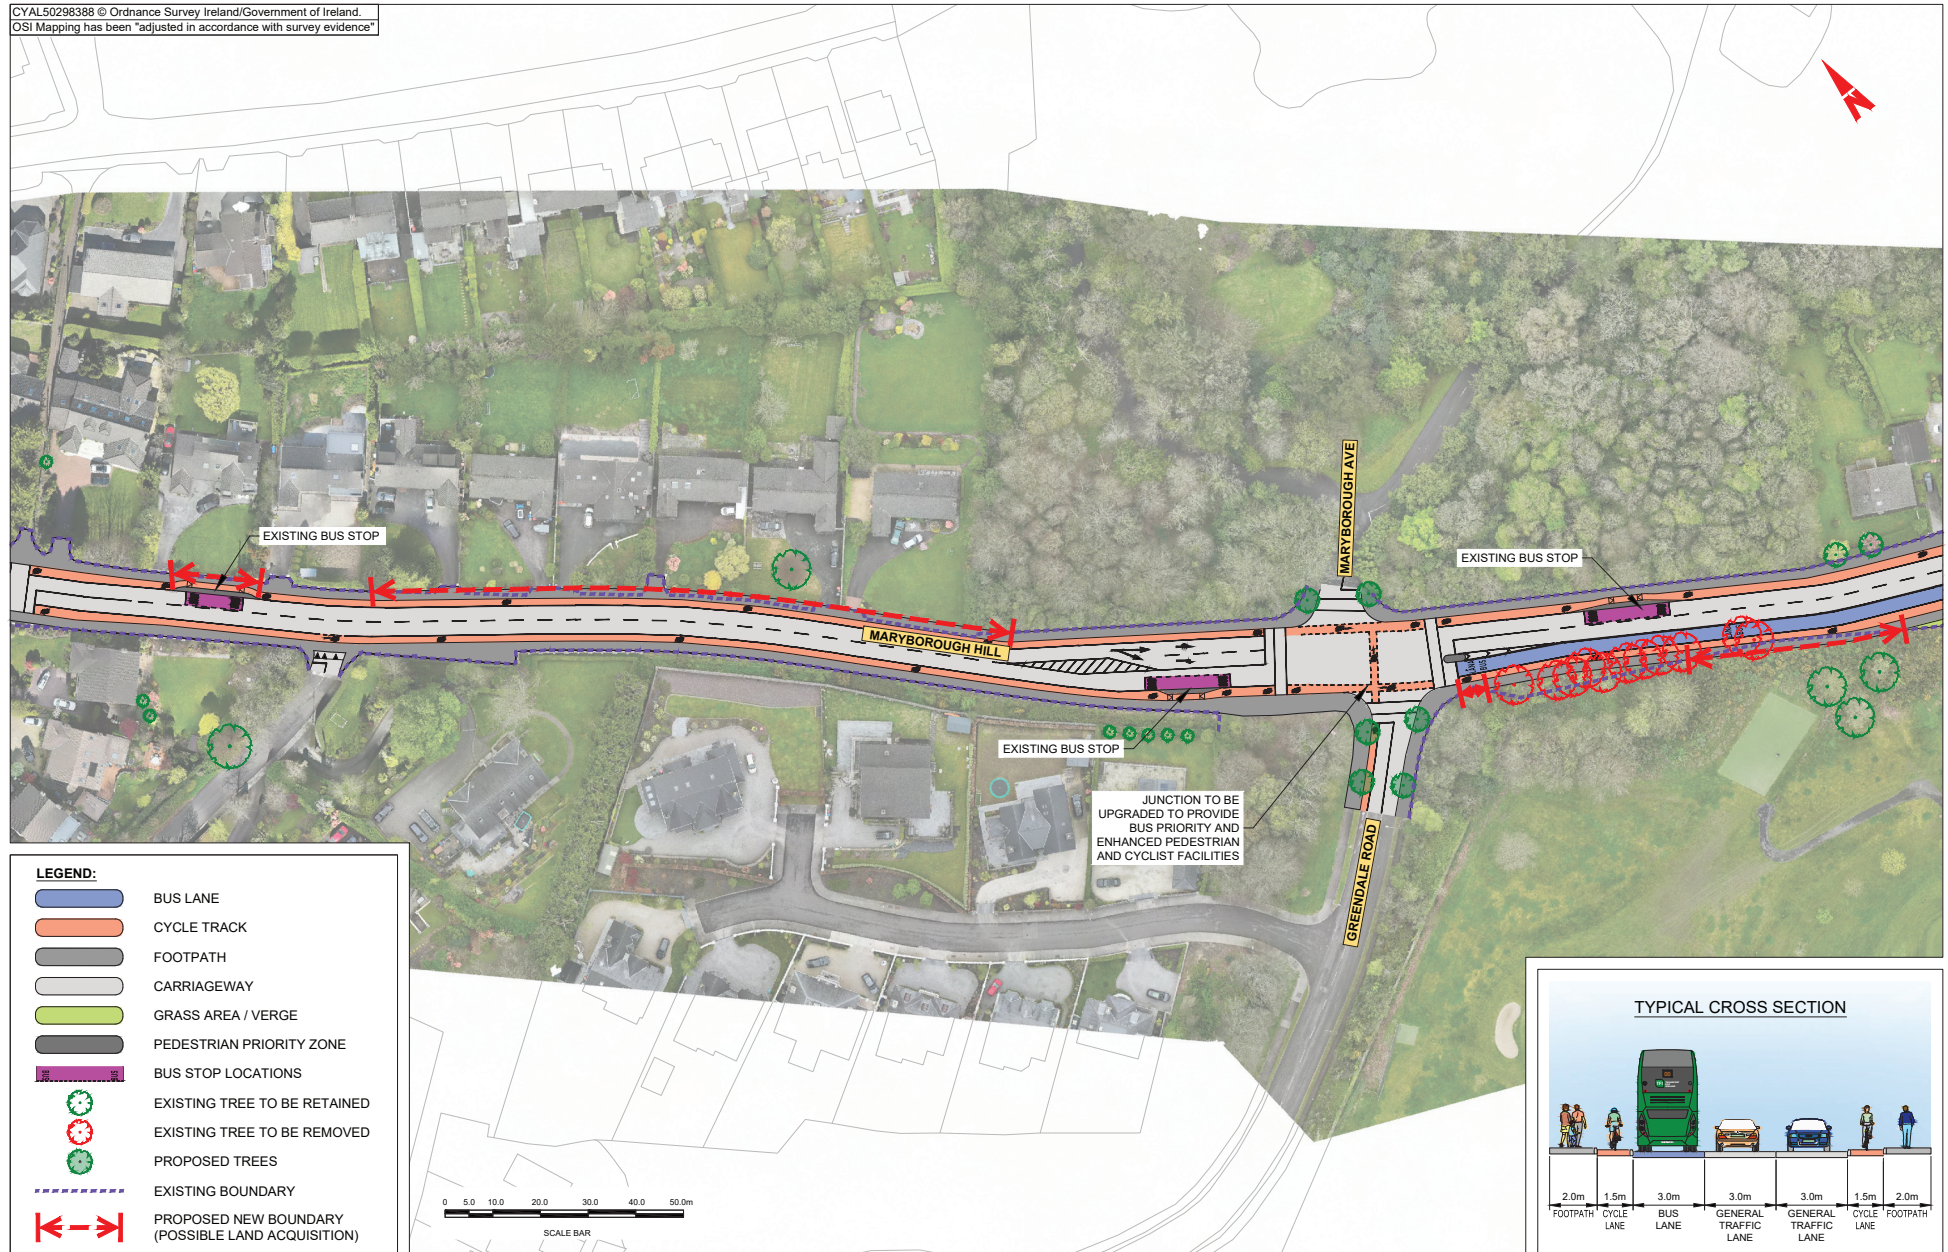 CYAL50298388 © Ordnance Survey Ireland/Government of Ireland.
OSI Mapping has been "adjusted in accordance with survey evidence"
N
EXISTING BUS STOP
MARYBOROUGH AVE
EXISTING BUS STOP
MARYBOROUGH HILL
LANE
BUS
EXISTING BUS STOP
JUNCTION TO BE
UPGRADED TO PROVIDE
BUS PRIORITY AND
ENHANCED PEDESTRIAN
AND CYCLIST FACILITIES
GREENDALE ROAD
LEGEND:
BUS LANE
CYCLE TRACK
FOOTPATH
CARRIAGEWAY
GRASS AREA / VERGE
PEDESTRIAN PRIORITY ZONE
BUS STOP LOCATIONS
EXISTING TREE TO BE RETAINED
EXISTING TREE TO BE REMOVED
PROPOSED TREES
EXISTING BOUNDARY
PROPOSED NEW BOUNDARY
(POSSIBLE LAND ACQUISITION)
0 5.0 10.0 20.0 30.0 40.0 50.0m
SCALE BAR
TYPICAL CROSS SECTION
2.0m 1.5m 3.0m 3.0m 3.0m 1.5m 2.0m
FOOTPATH CYCLE LANE BUS LANE GENERAL TRAFFIC LANE GENERAL TRAFFIC LANE CYCLE LANE FOOTPATH